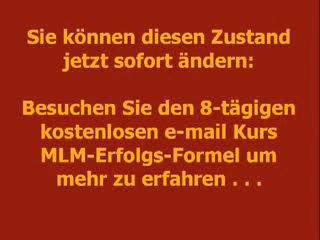 Sie können diesen Zustand
jetzt sofort ändern:
Besuchen Sie den 8-tägigen
kostenlosen e-mail Kurs
MLM-Erfolgs-Formel um
mehr zu erfahren . . .